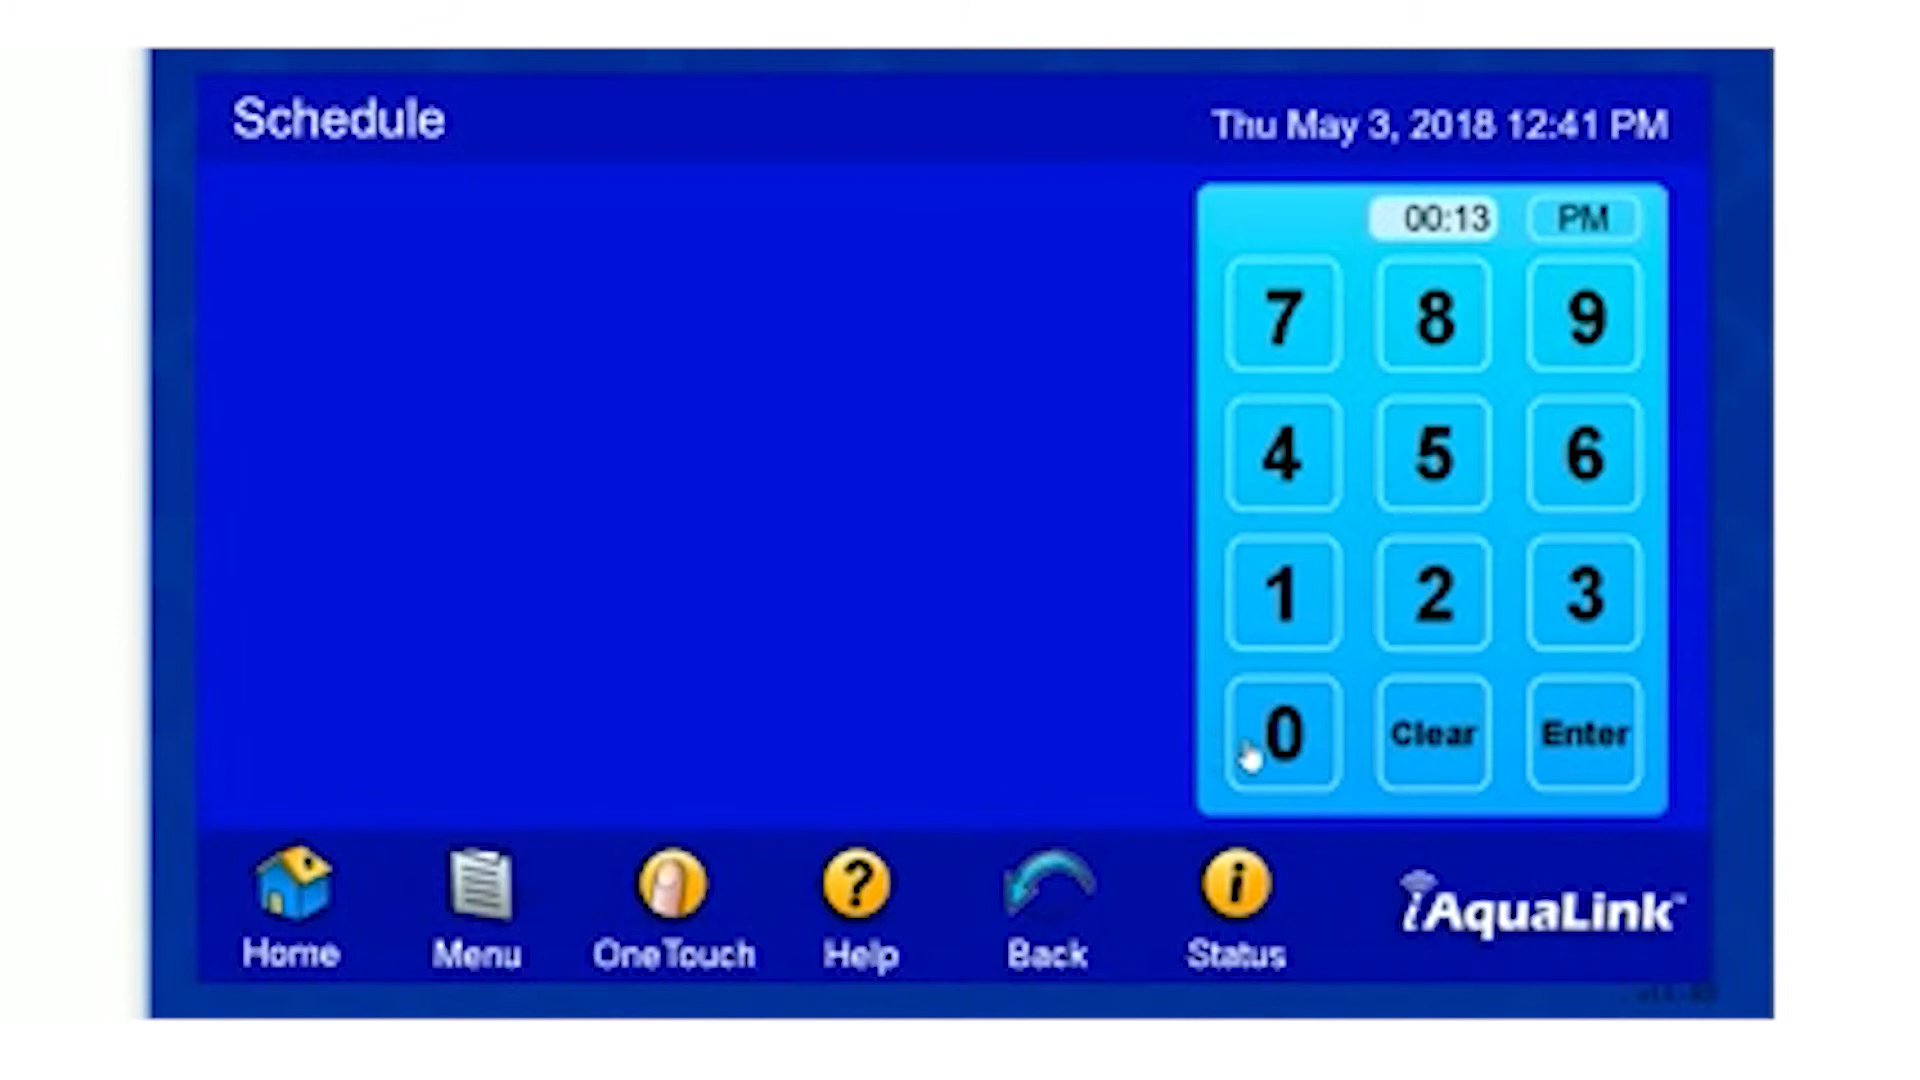 Schedule
Thu May 3, 2018 12:41 PM
00:13 PM
7 8 9
4 5 6
1 2 3
0 Clear Enter
Home Menu OneTouch Help Back Status
iAquaLink™